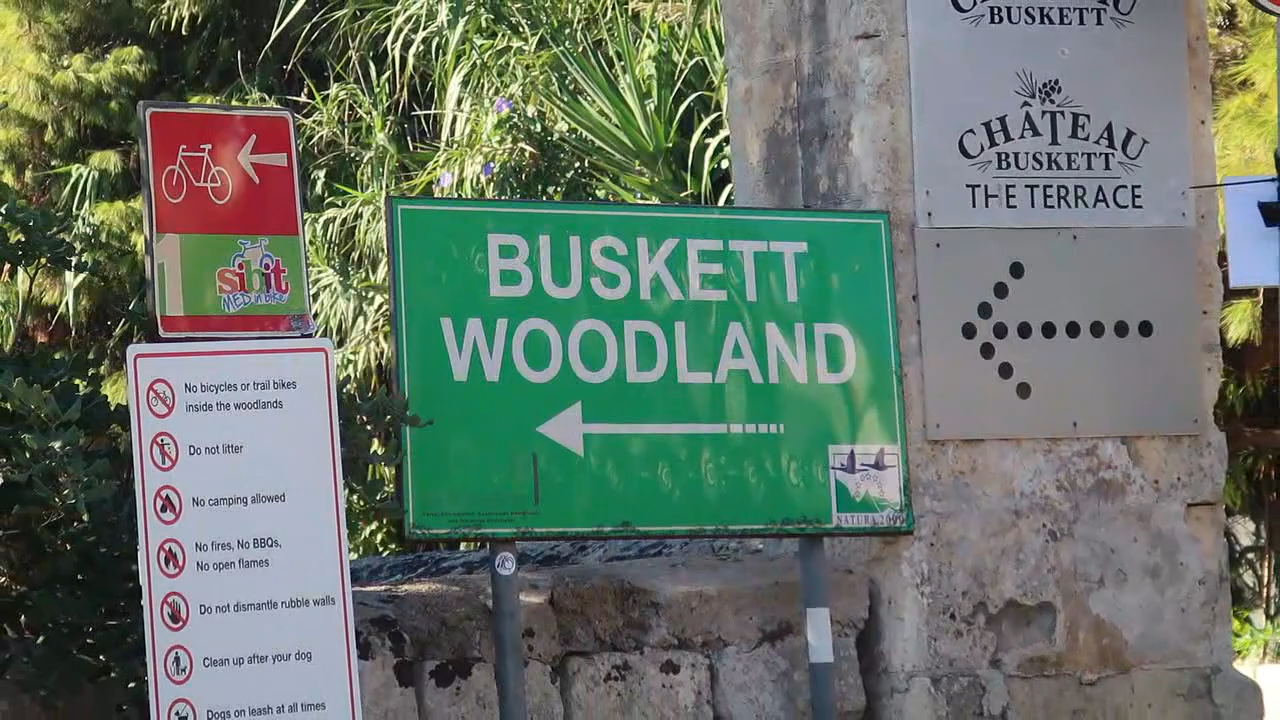 1
sibit
MED in bike
No bicycles or trail bikes
inside the woodlands
Do not litter
No camping allowed
No fires, No BBQs,
No open flames
Do not dismantle rubble walls
Clean up after your dog
Dogs on leash at all times
BUSKETT
WOODLAND
NATURA 2000
CHÂTEAU
BUSKETT
CHÂTEAU
BUSKETT
THE TERRACE